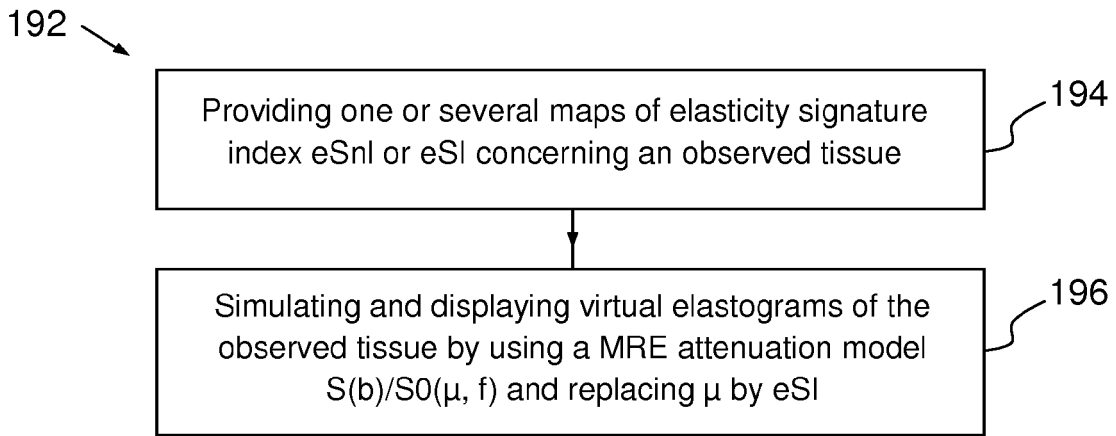 192
Providing one or several maps of elasticity signature
index eSnI or eSI concerning an observed tissue
194
Simulating and displaying virtual elastograms of the
observed tissue by using a MRE attenuation model
S(b)/S0(μ, f) and replacing μ by eSI
196